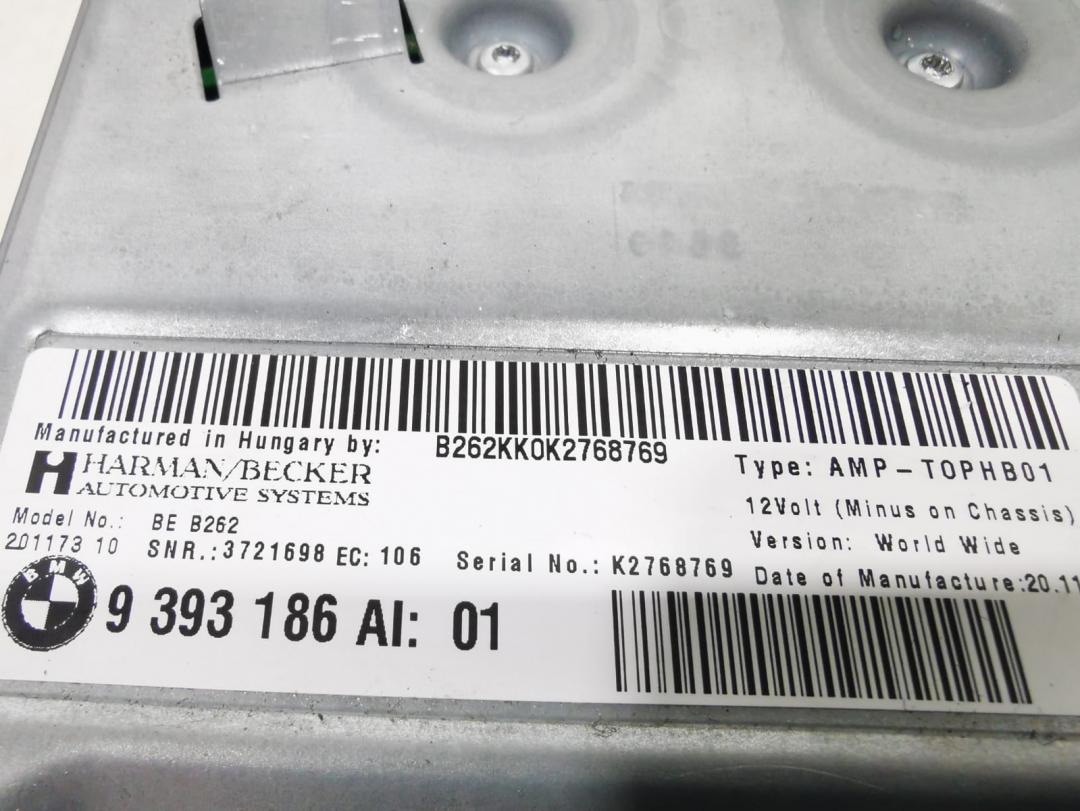 Manufactured in Hungary by:
B262KK0K2768769
HARMAN/BECKER
AUTOMOTIVE SYSTEMS
Type: AMP-TOPHB01
12Volt (Minus on Chassis)
Model No.: BE B262
Version: World Wide
201173 10 SNR.:3721698 EC: 106
Serial No.: K2768769
Date of Manufacture:20.11
BMW
9 393 186 AI: 01